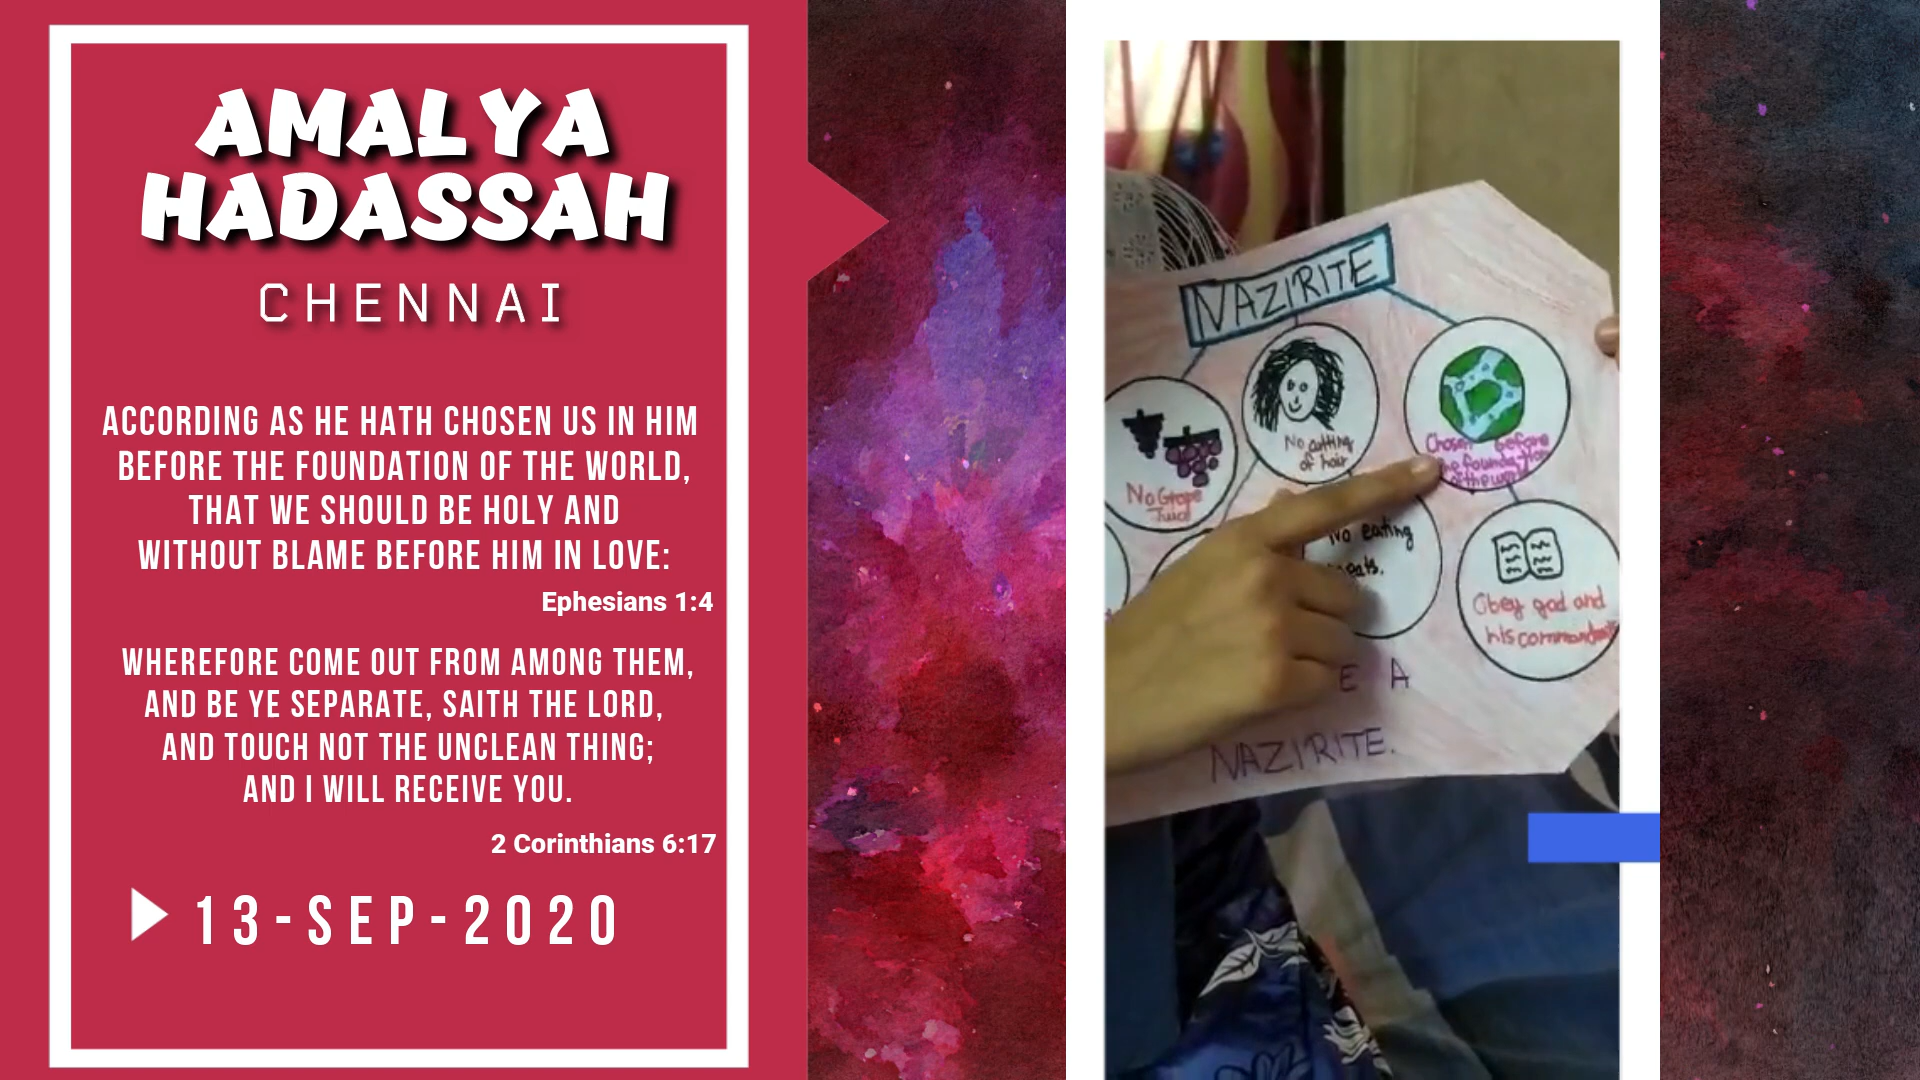 AMALYA
HADASSAH
CHENNAI
ACCORDING AS HE HATH CHOSEN US IN HIM
BEFORE THE FOUNDATION OF THE WORLD,
THAT WE SHOULD BE HOLY AND
WITHOUT BLAME BEFORE HIM IN LOVE:
Ephesians 1:4
WHEREFORE COME OUT FROM AMONG THEM,
AND BE YE SEPARATE, SAITH THE LORD,
AND TOUCH NOT THE UNCLEAN THING;
AND I WILL RECEIVE YOU.
2 Corinthians 6:17
13-SEP-2020
NAZIRITE
No Grape
Juice
No cutting
of hair
Chosen before
the foundation
of the world
No eating
Obey god and
his commandments
E A
NAZIRITE.